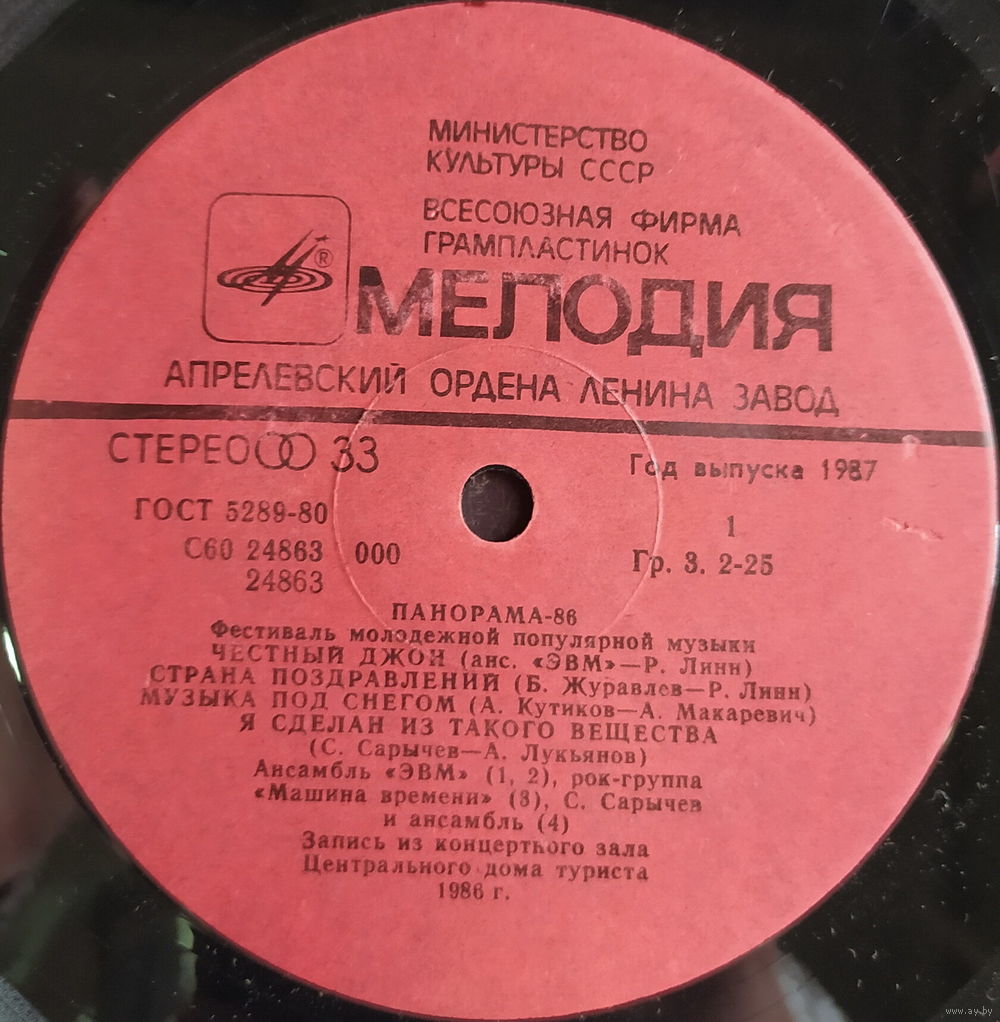 МИНИСТЕРСТВО
КУЛЬТУРЫ СССР
ВСЕСОЮЗНАЯ ФИРМА
ГРАМПЛАСТИНОК
®
МЕЛОДИЯ
АПРЕЛЕВСКИЙ ОРДЕНА ЛЕНИНА ЗАВОД
СТЕРЕО 33
Год выпуска 1987
ГОСТ 5289-80
1
С60 24863 000
Гр. 3. 2-25
24863
ПАНОРАМА-86
Фестиваль молодежной популярной музыки
ЧЕСТНЫЙ ДЖОН (анс. «ЭВМ»—Р. Линн)
СТРАНА ПОЗДРАВЛЕНИЙ (Б. Журавлев—Р. Линн)
МУЗЫКА ПОД СНЕГОМ (А. Кутиков—А. Макаревич)
Я СДЕЛАН ИЗ ТАКОГО ВЕЩЕСТВА
(С. Сарычев—А. Лукьянов)
Ансамбль «ЭВМ» (1, 2), рок-группа
«Машина времени» (3), С. Сарычев
и ансамбль (4)
Запись из концертного зала
Центрального дома туриста
1986 г.
www.ay.by